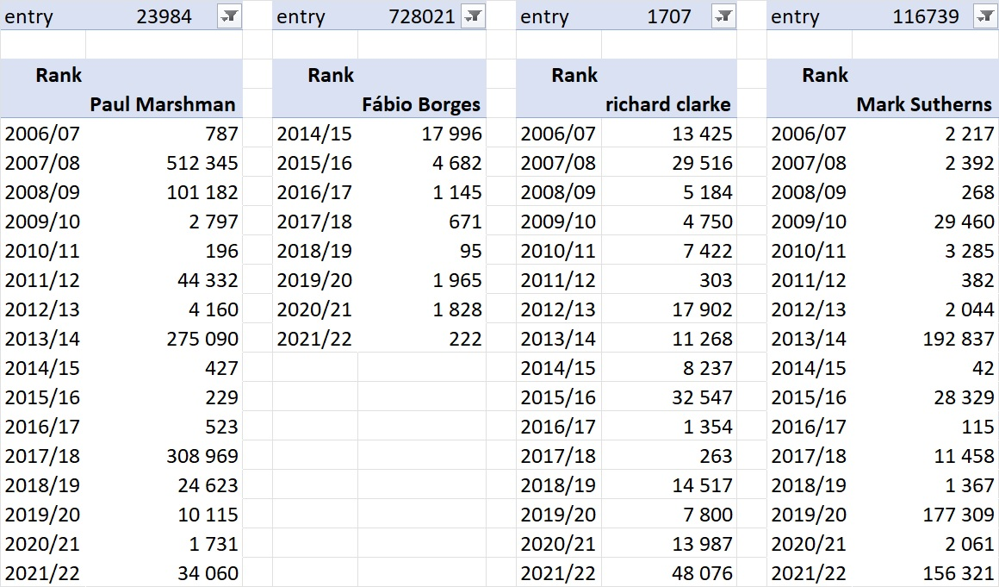 entry 23984 entry 728021 entry 1707 entry 116739
Rank Rank Rank Rank
Paul Marshman Fábio Borges richard clarke Mark Sutherns
2006/07 787 2014/15 17 996 2006/07 13 425 2006/07 2 217
2007/08 512 345 2015/16 4 682 2007/08 29 516 2007/08 2 392
2008/09 101 182 2016/17 1 145 2008/09 5 184 2008/09 268
2009/10 2 797 2017/18 671 2009/10 4 750 2009/10 29 460
2010/11 196 2018/19 95 2010/11 7 422 2010/11 3 285
2011/12 44 332 2019/20 1 965 2011/12 303 2011/12 382
2012/13 4 160 2020/21 1 828 2012/13 17 902 2012/13 2 044
2013/14 275 090 2021/22 222 2013/14 11 268 2013/14 192 837
2014/15 427 2014/15 8 237 2014/15 42
2015/16 229 2015/16 32 547 2015/16 28 329
2016/17 523 2016/17 1 354 2016/17 115
2017/18 308 969 2017/18 263 2017/18 11 458
2018/19 24 623 2018/19 14 517 2018/19 1 367
2019/20 10 115 2019/20 7 800 2019/20 177 309
2020/21 1 731 2020/21 13 987 2020/21 2 061
2021/22 34 060 2021/22 48 076 2021/22 156 321